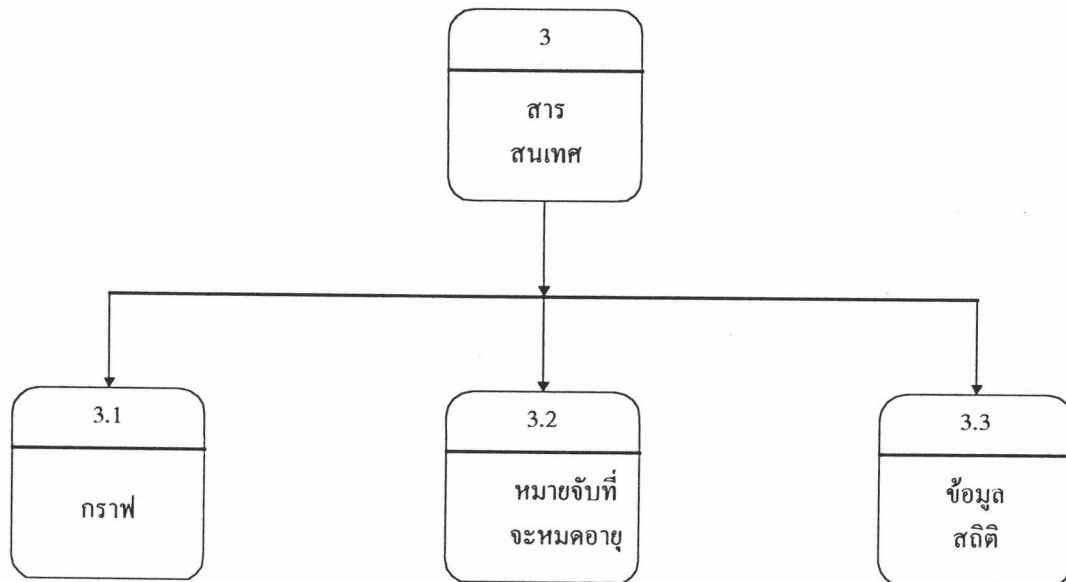 3
สาร
สนเทศ
3.1
กราฟ
3.2
หมายจับที่
จะหมดอายุ
3.3
ข้อมูล
สถิติ